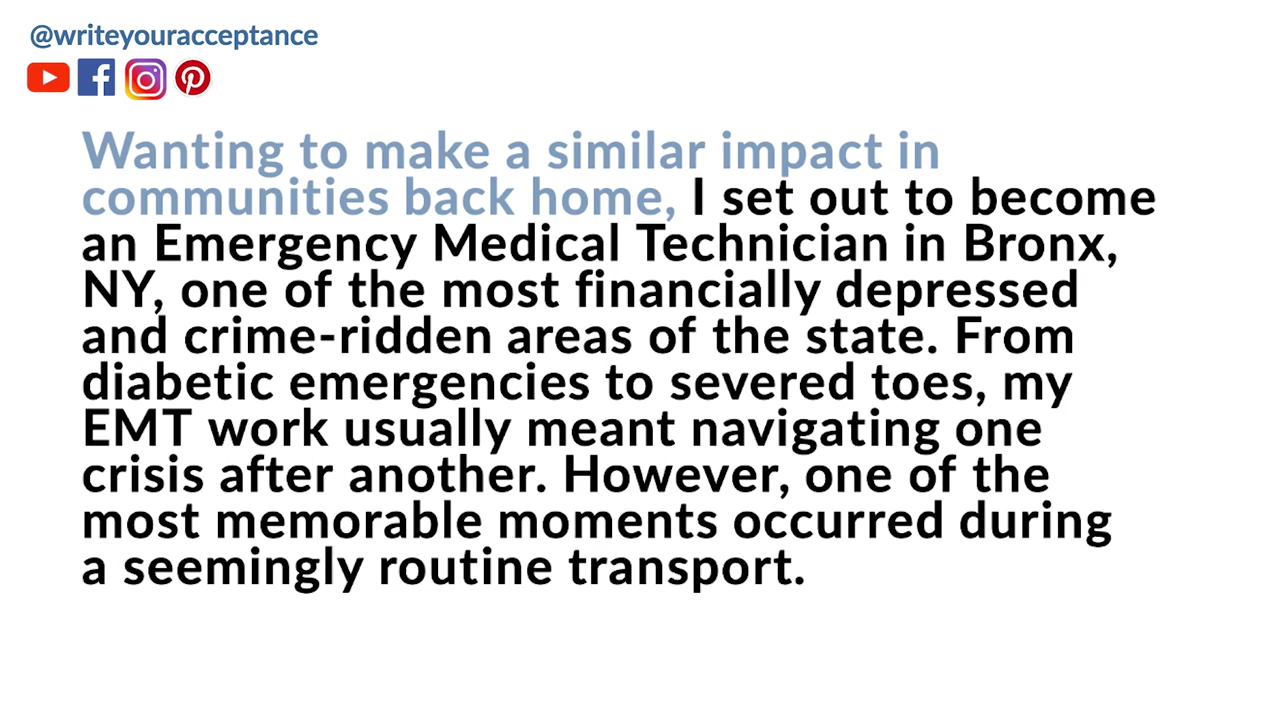 @writeyouracceptance
Wanting to make a similar impact in
communities back home, I set out to become
an Emergency Medical Technician in Bronx,
NY, one of the most financially depressed
and crime-ridden areas of the state. From
diabetic emergencies to severed toes, my
EMT work usually meant navigating one
crisis after another. However, one of the
most memorable moments occurred during
a seemingly routine transport.